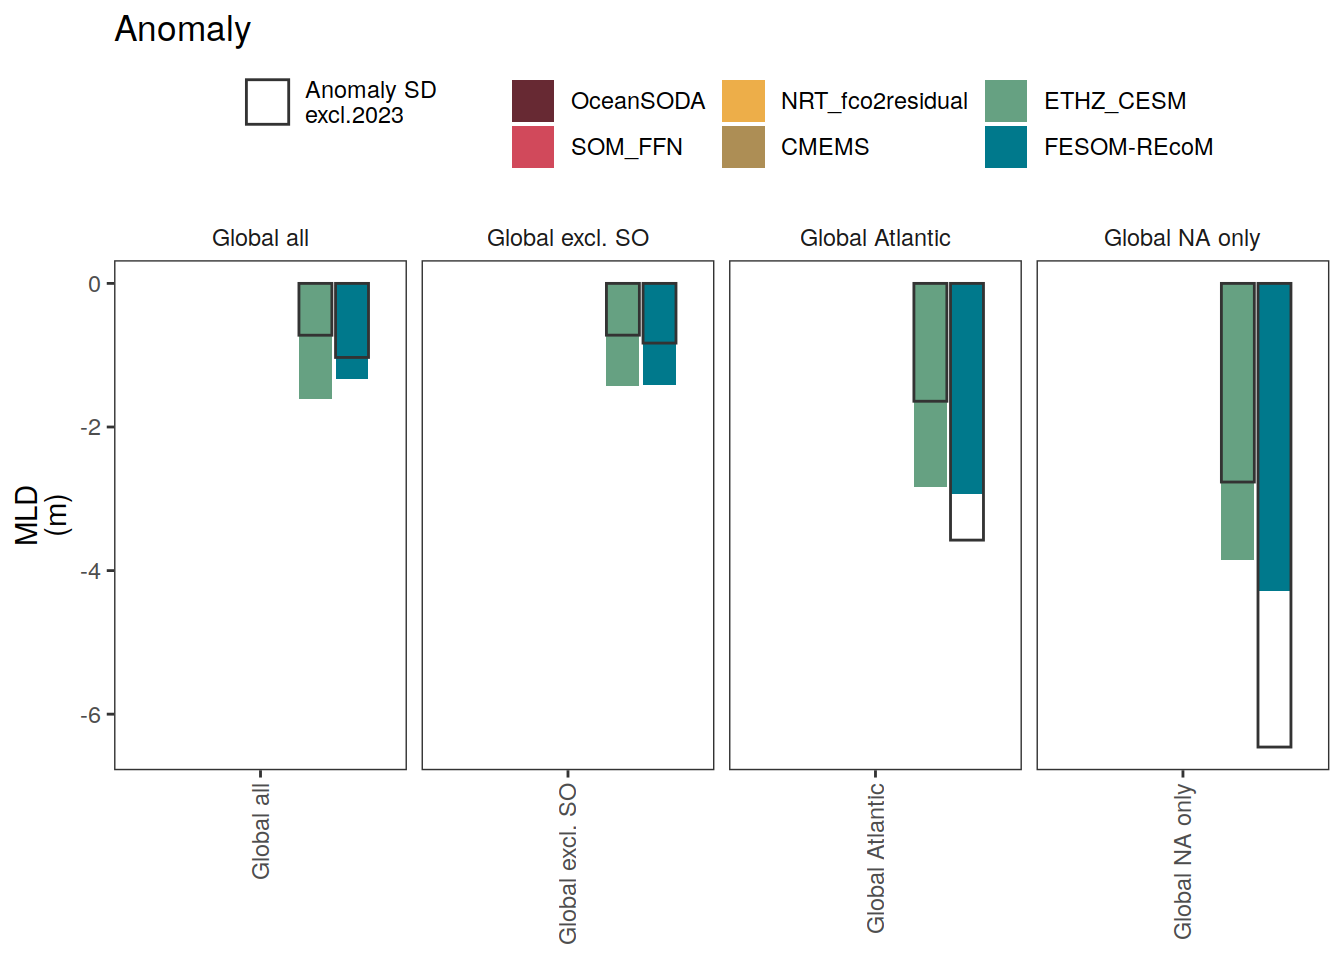 Anomaly
Anomaly SD
excl.2023
OceanSODA
SOM_FFN
NRT_fco2residual
CMEMS
ETHZ_CESM
FESOM-REcoM
Global all
Global excl. SO
Global Atlantic
Global NA only
MLD
(m)
0
-2
-4
-6
Global all
Global excl. SO
Global Atlantic
Global NA only